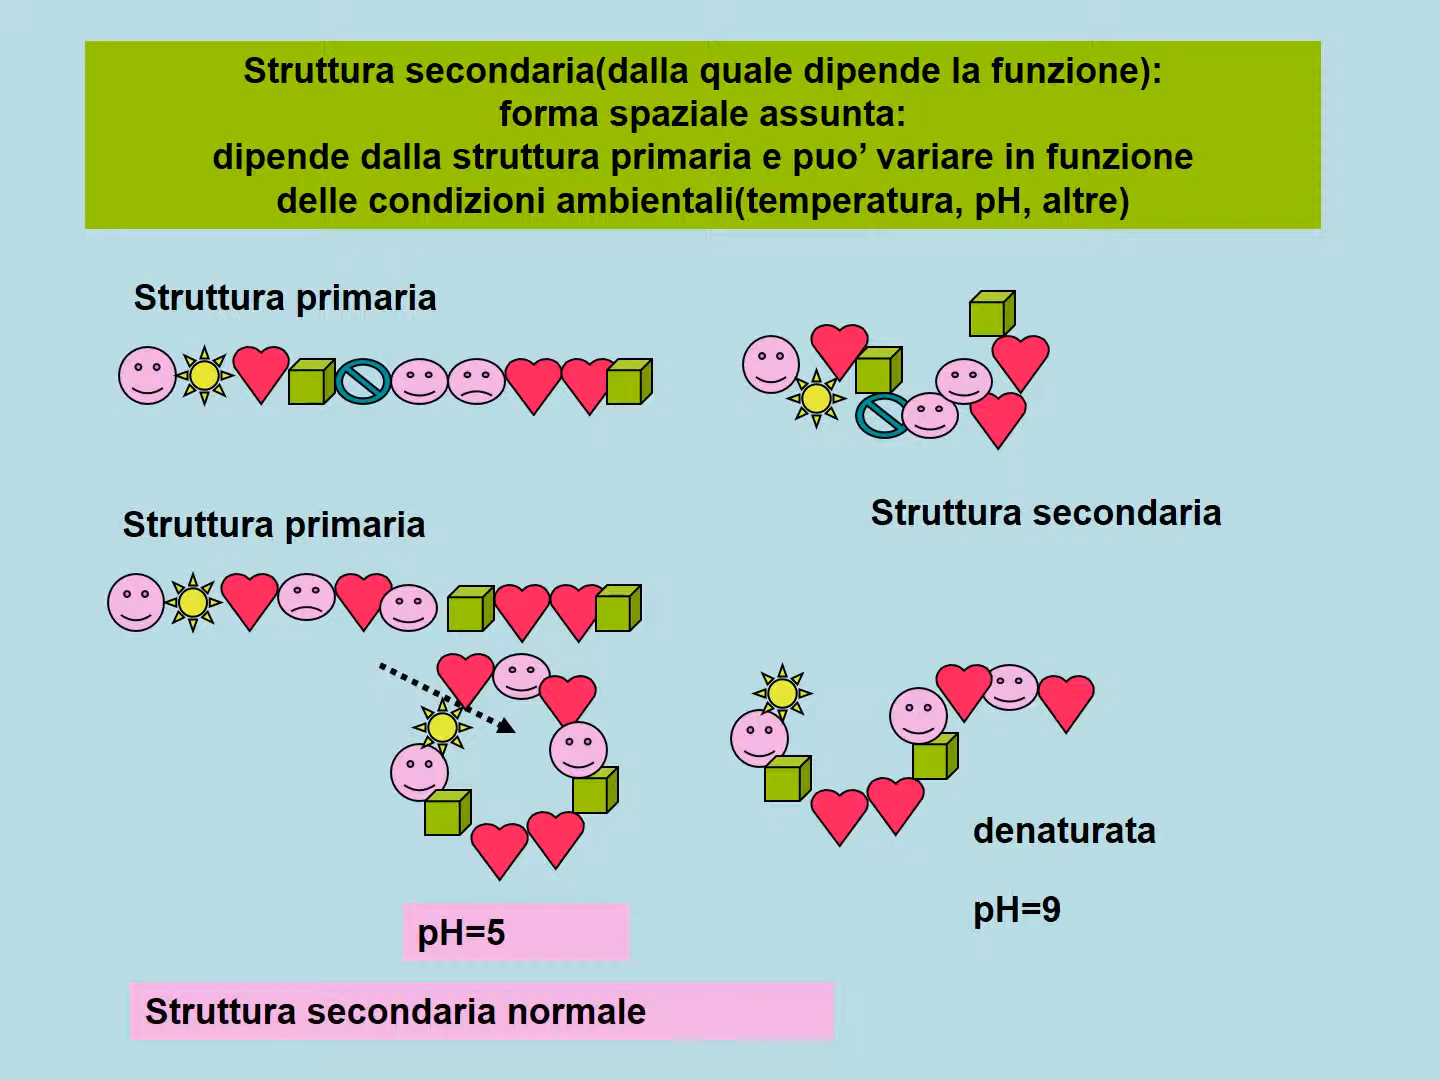 Struttura secondaria(dalla quale dipende la funzione):
forma spaziale assunta:
dipende dalla struttura primaria e puo’ variare in funzione
delle condizioni ambientali(temperatura, pH, altre)
Struttura primaria
Struttura secondaria
Struttura primaria
denaturata
pH=9
pH=5
Struttura secondaria normale